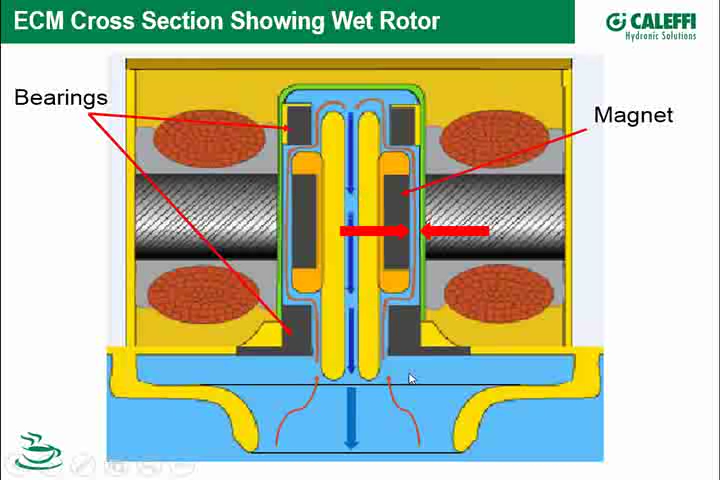 ECM Cross Section Showing Wet Rotor
CALEFFI
Hydronic Solutions
Bearings
Magnet